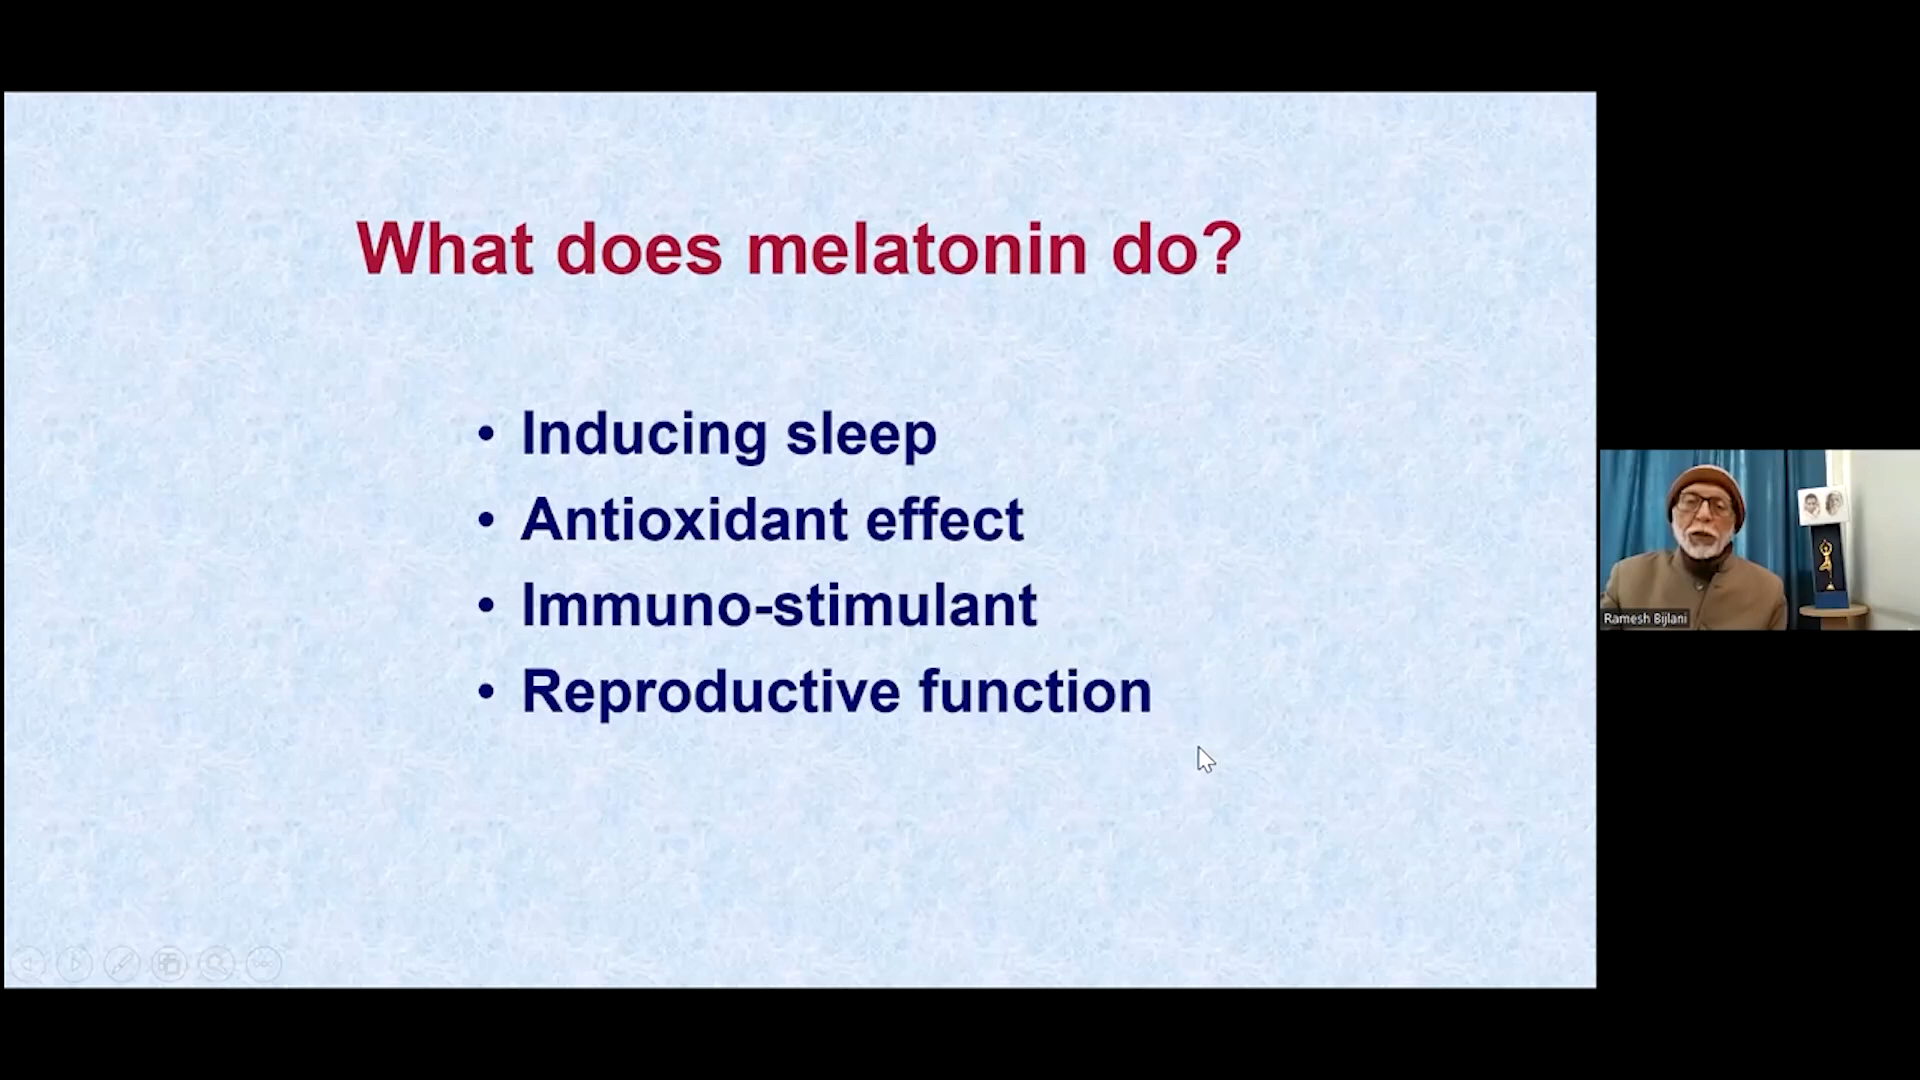 What does melatonin do?
• Inducing sleep
• Antioxidant effect
• Immuno-stimulant
• Reproductive function
Ramesh Bijlani